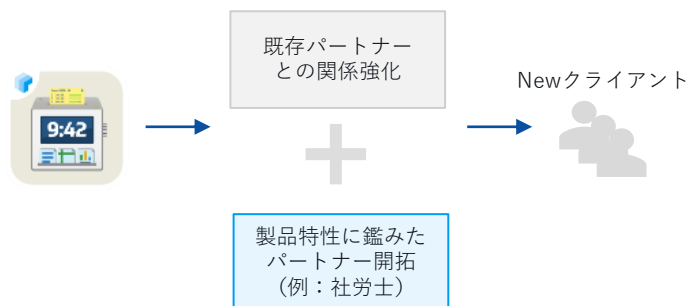 既存パートナー
との関係強化
Newクライアント
9:42
製品特性に鑑みた
パートナー開拓
（例：社労士）